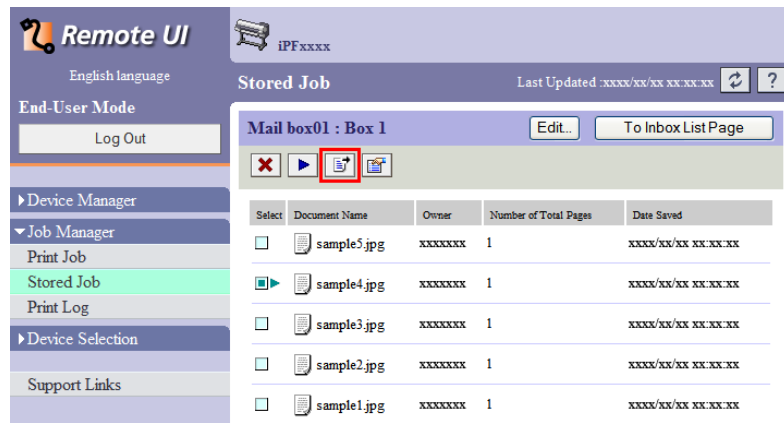 Remote UI
iPFxxxx
English language
Stored Job
Last Updated :xxxx/xx/xx xx:xx:xx
?
End-User Mode
Log Out
Mail box01 : Box 1
Edit...
To Inbox List Page
Device Manager
Job Manager
Print Job
Stored Job
Print Log
Device Selection
Support Links
Select Document Name Owner Number of Total Pages Date Saved
sample5.jpg xxxxxxx 1 xxxx/xx/xx xx:xx:xx
sample4.jpg xxxxxxx 1 xxxx/xx/xx xx:xx:xx
sample3.jpg xxxxxxx 1 xxxx/xx/xx xx:xx:xx
sample2.jpg xxxxxxx 1 xxxx/xx/xx xx:xx:xx
sample1.jpg xxxxxxx 1 xxxx/xx/xx xx:xx:xx